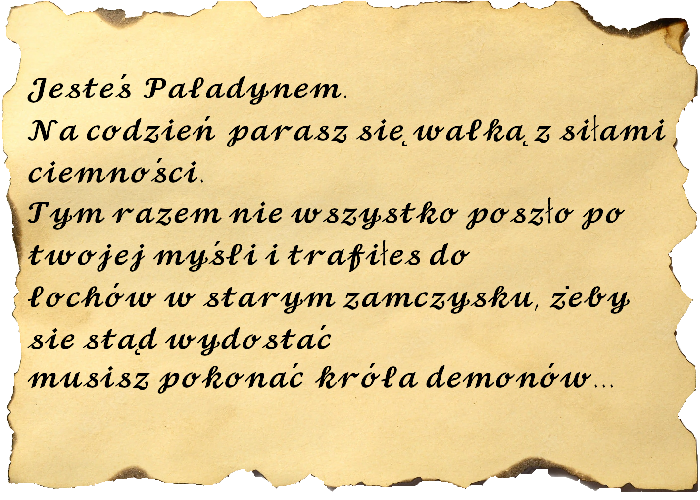 Jesteś Paładynem.
Na codzień parasz się walką z siłami
ciemności.
Tym razem nie wszystko poszło po
twojej myśli i trafiłes do
łochów w starym zamczysku, żeby
sie stąd wydostać
musisz pokonać króla demonów...